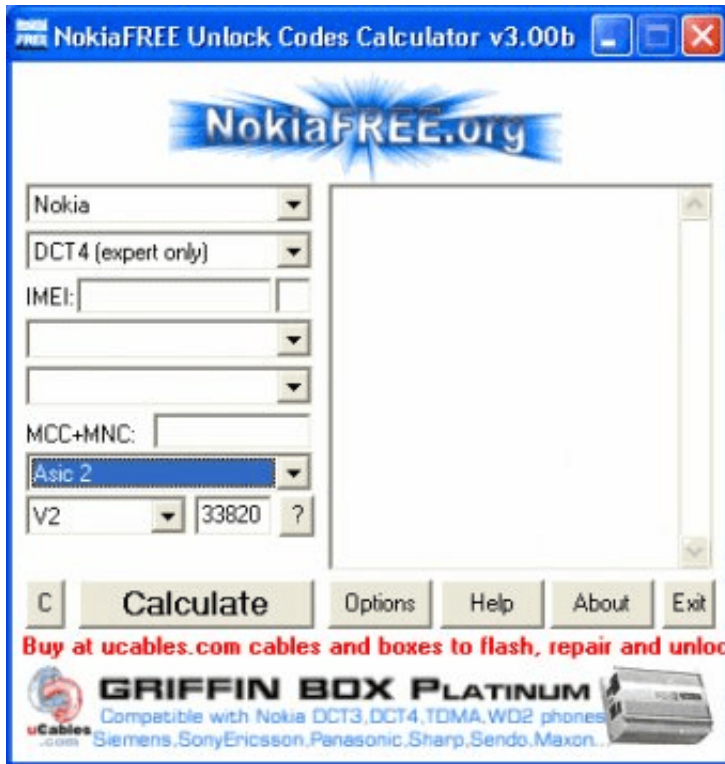 NokiaFREE Unlock Codes Calculator v3.00b
NokiaFREE.org
Nokia
DCT4 (expert only)
IMEI:
MCC+MNC:
Asic 2
V2 33820 ?
C Calculate Options Help About Exit
Buy at ucables.com cables and boxes to flash, repair and unloc
GRIFFIN BOX PLATINUM
Compatible with Nokia DCT3,DCT4,TDMA,WD2 phones
Siemens,SonyEricsson,Panasonic,Sharp,Sendo,Maxon...
uCables
.com